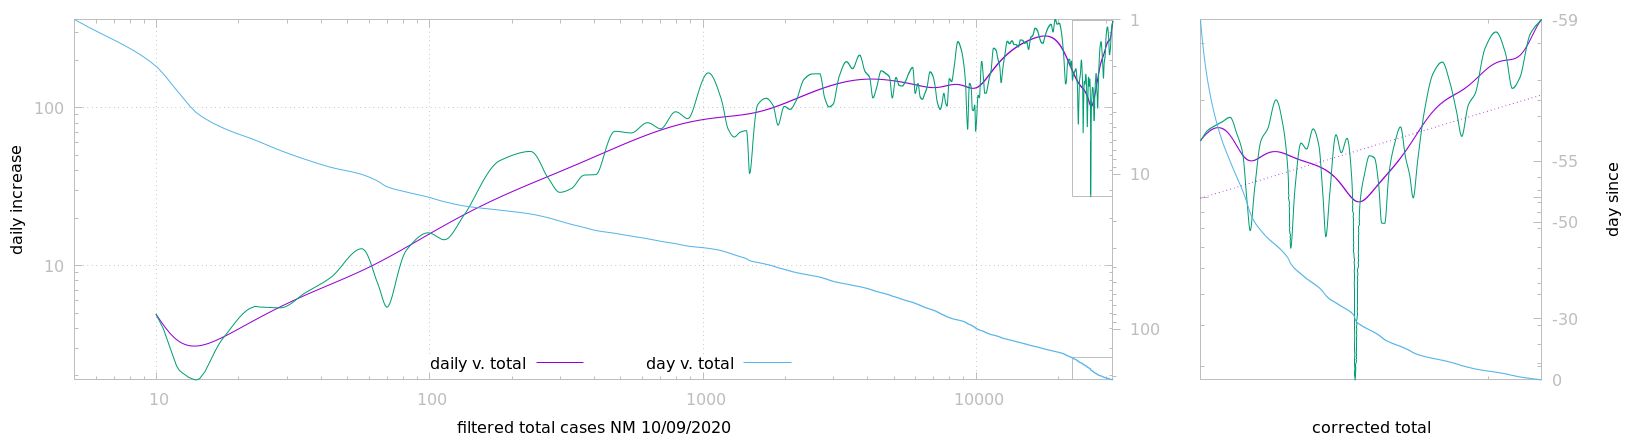 daily increase
100
10
10
100
1000
10000
1
10
100
daily v. total
day v. total
filtered total cases NM 10/09/2020
-59
-55
-50
-30
0
day since
corrected total